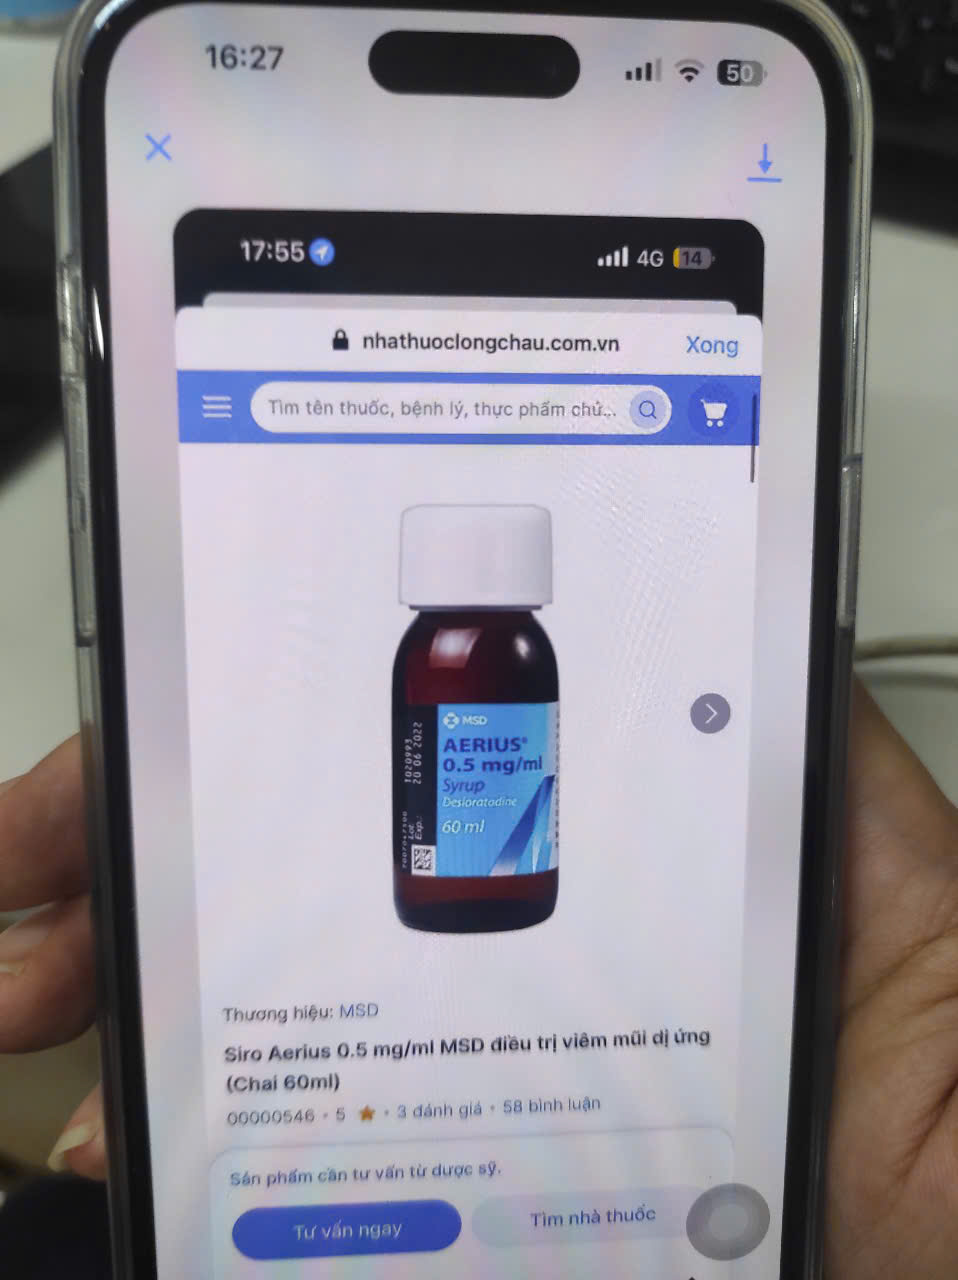 16:27
50
17:55
4G 14
nhathuoclongchau.com.vn Xong
Tìm tên thuốc, bệnh lý, thực phẩm chứ...
MSD
AERIUS®
0.5 mg/ml
Syrup
Desloratadine
60 ml
1020993
20 06 2022
Lot:
Exp.:
Thương hiệu: MSD
Siro Aerius 0.5 mg/ml MSD điều trị viêm mũi dị ứng
(Chai 60ml)
00000546 • 5 ★ • 3 đánh giá • 58 bình luận
Sản phẩm cần tư vấn từ dược sỹ.
Tư vấn ngay
Tìm nhà thuốc